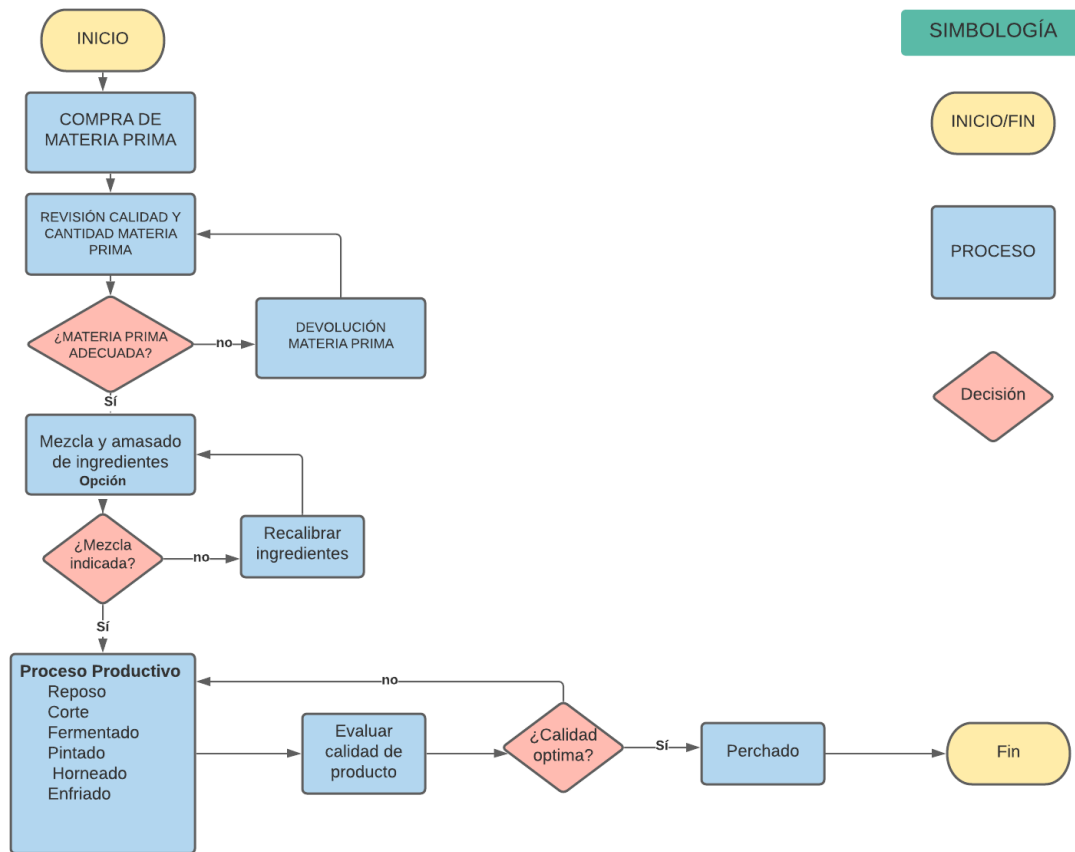 INICIO
COMPRA DE
MATERIA PRIMA
REVISIÓN CALIDAD Y
CANTIDAD MATERIA
PRIMA
¿MATERIA PRIMA
ADECUADA?
no
DEVOLUCIÓN
MATERIA PRIMA
Sí
Mezcla y amasado
de ingredientes
Opción
¿Mezcla
indicada?
no
Recalibrar
ingredientes
Sí
Proceso Productivo
Reposo
Corte
Fermentado
Pintado
Horneado
Enfriado
Evaluar
calidad de
producto
¿Calidad
optima?
no
Sí
Perchado
Fin
SIMBOLOGÍA
INICIO/FIN
PROCESO
Decisión